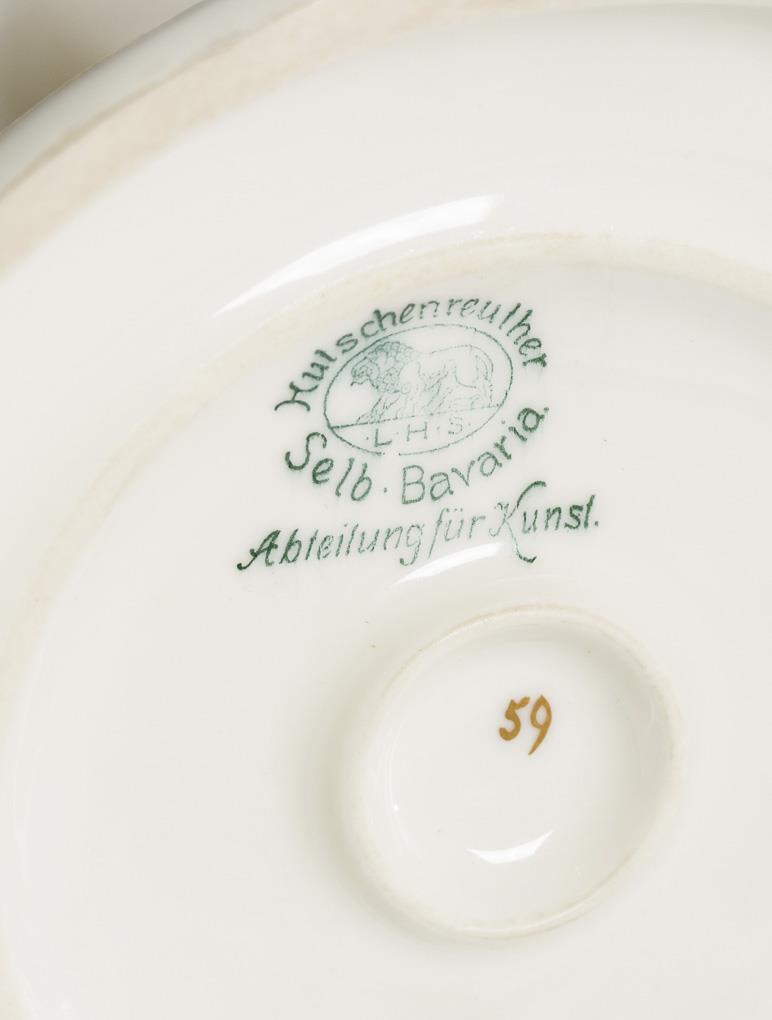 Hutschenreuther
L·H·S·
Selb·Bavaria.
Abteilung für Kunst.
59